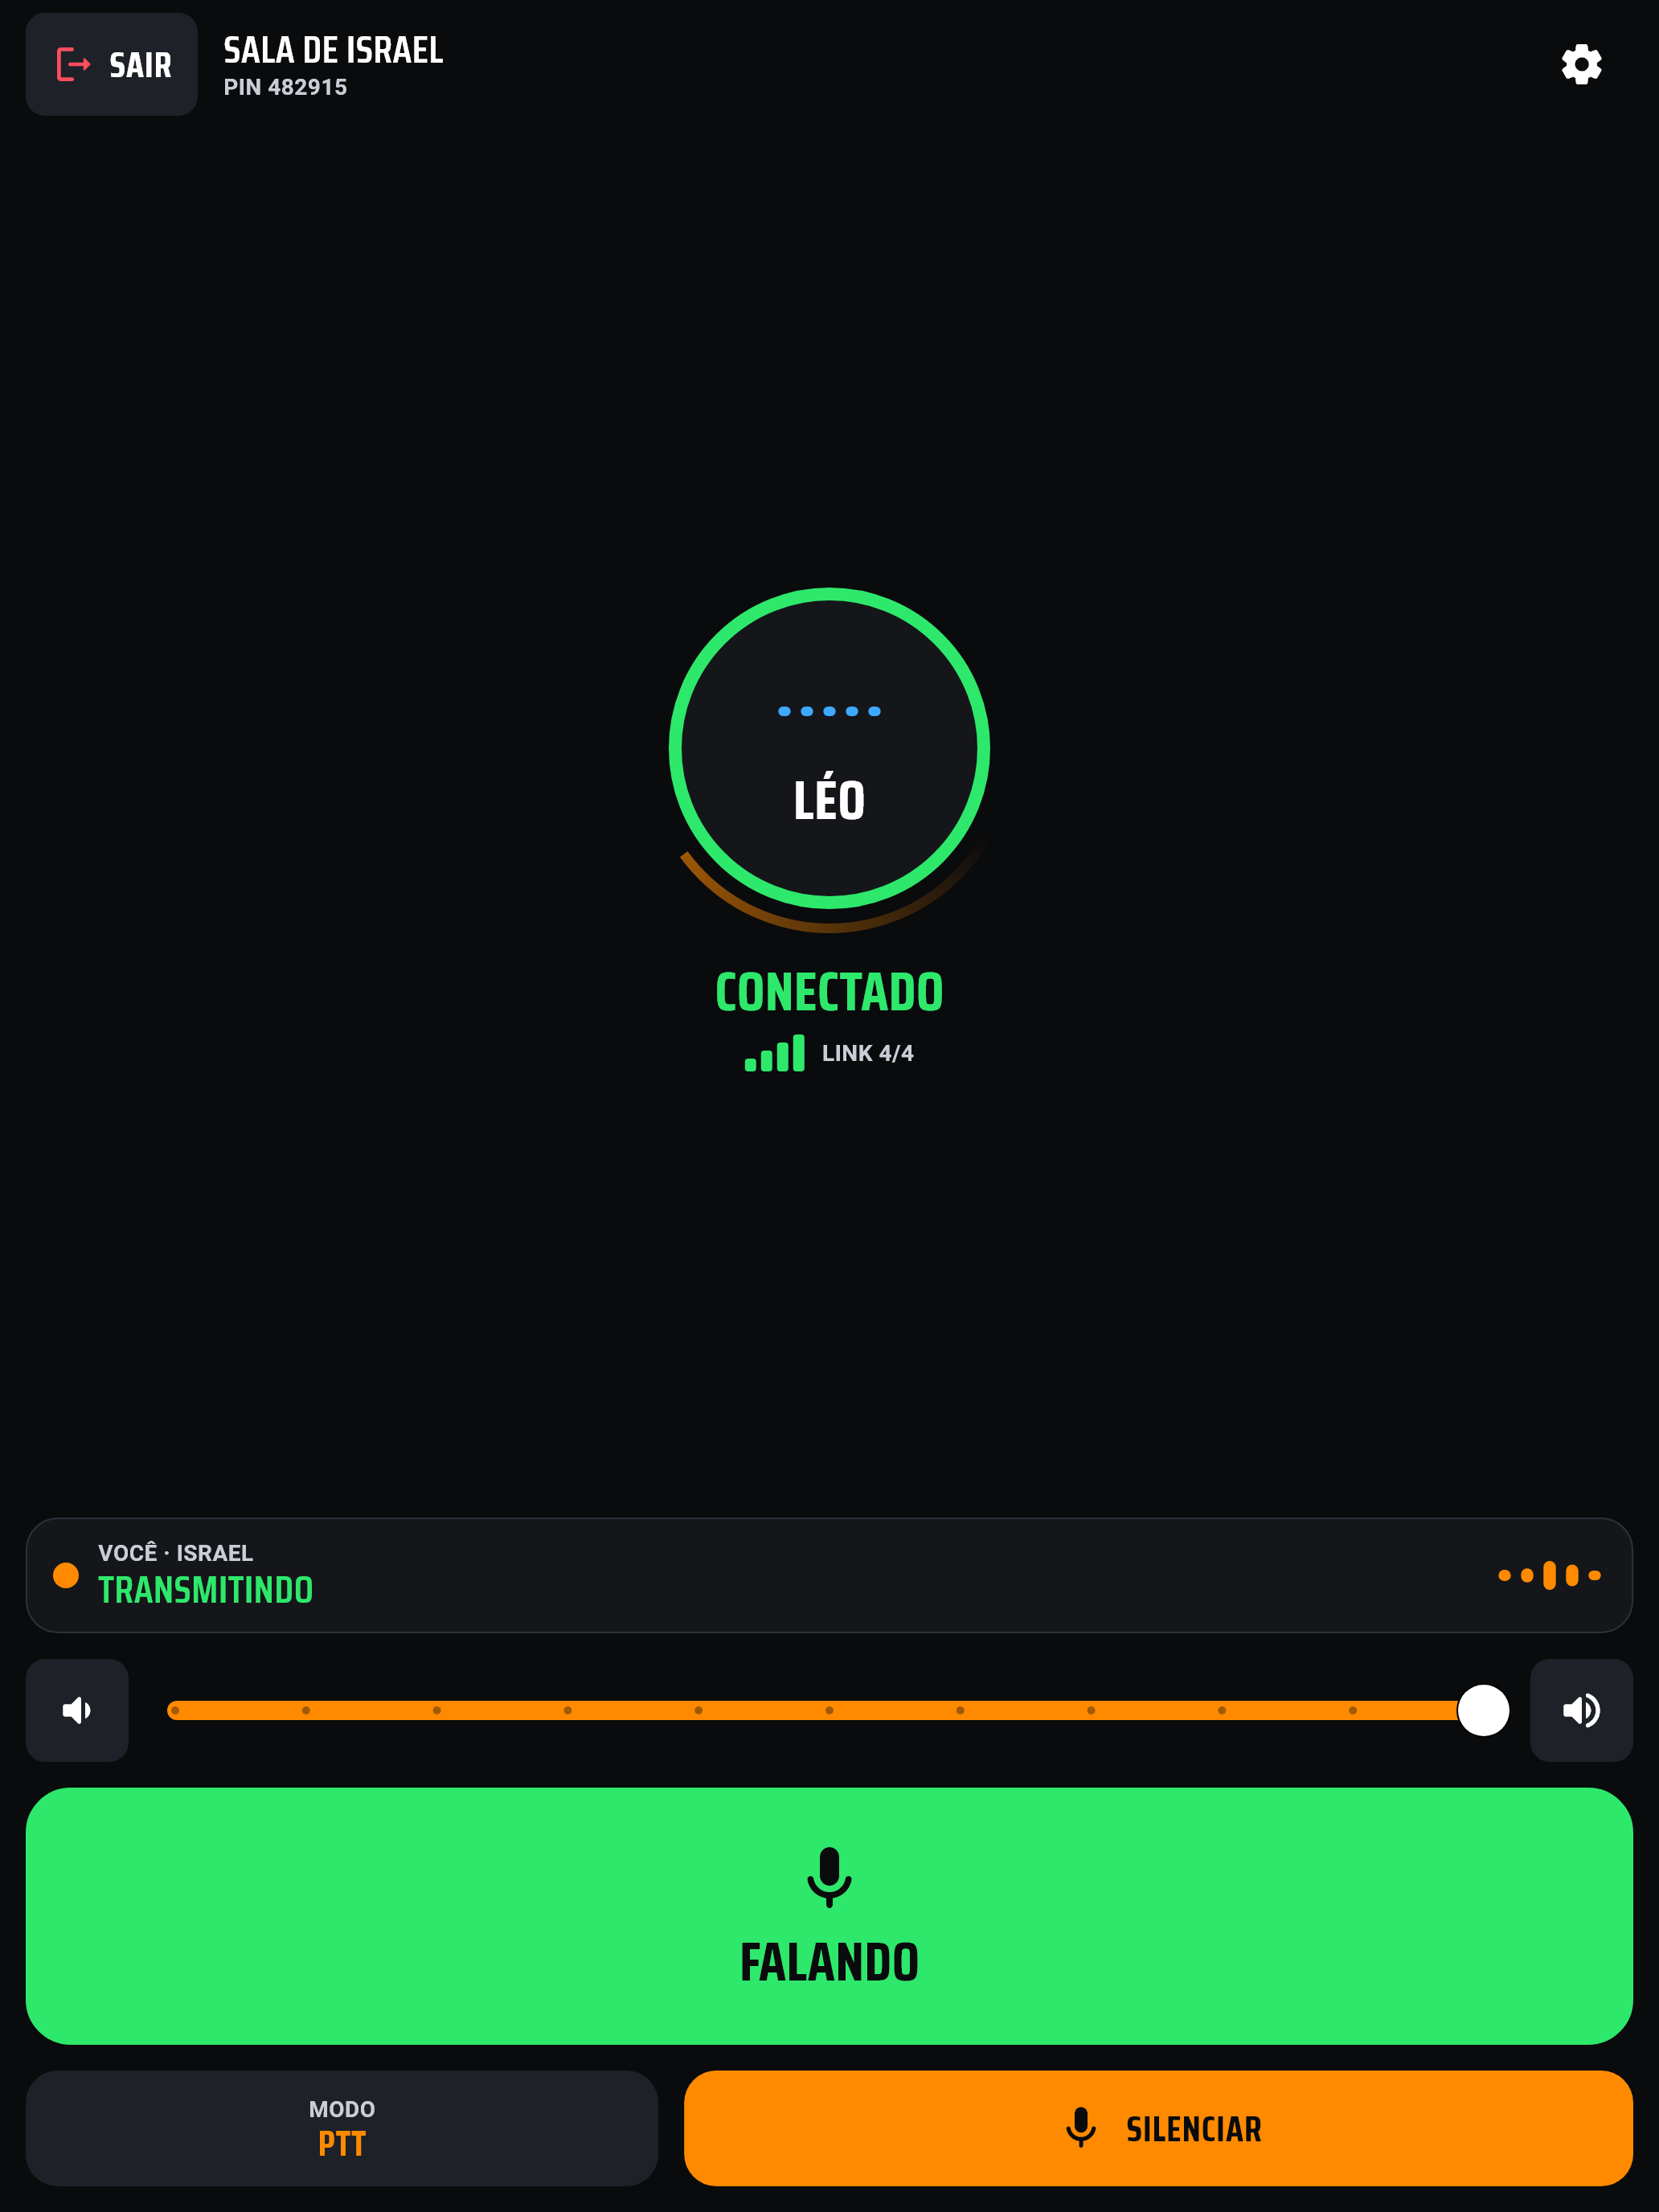 SAIR
SALA DE ISRAEL
PIN 482915
LÉO
CONECTADO
LINK 4/4
VOCÊ · ISRAEL
TRANSMITINDO
FALANDO
MODO
PTT
SILENCIAR